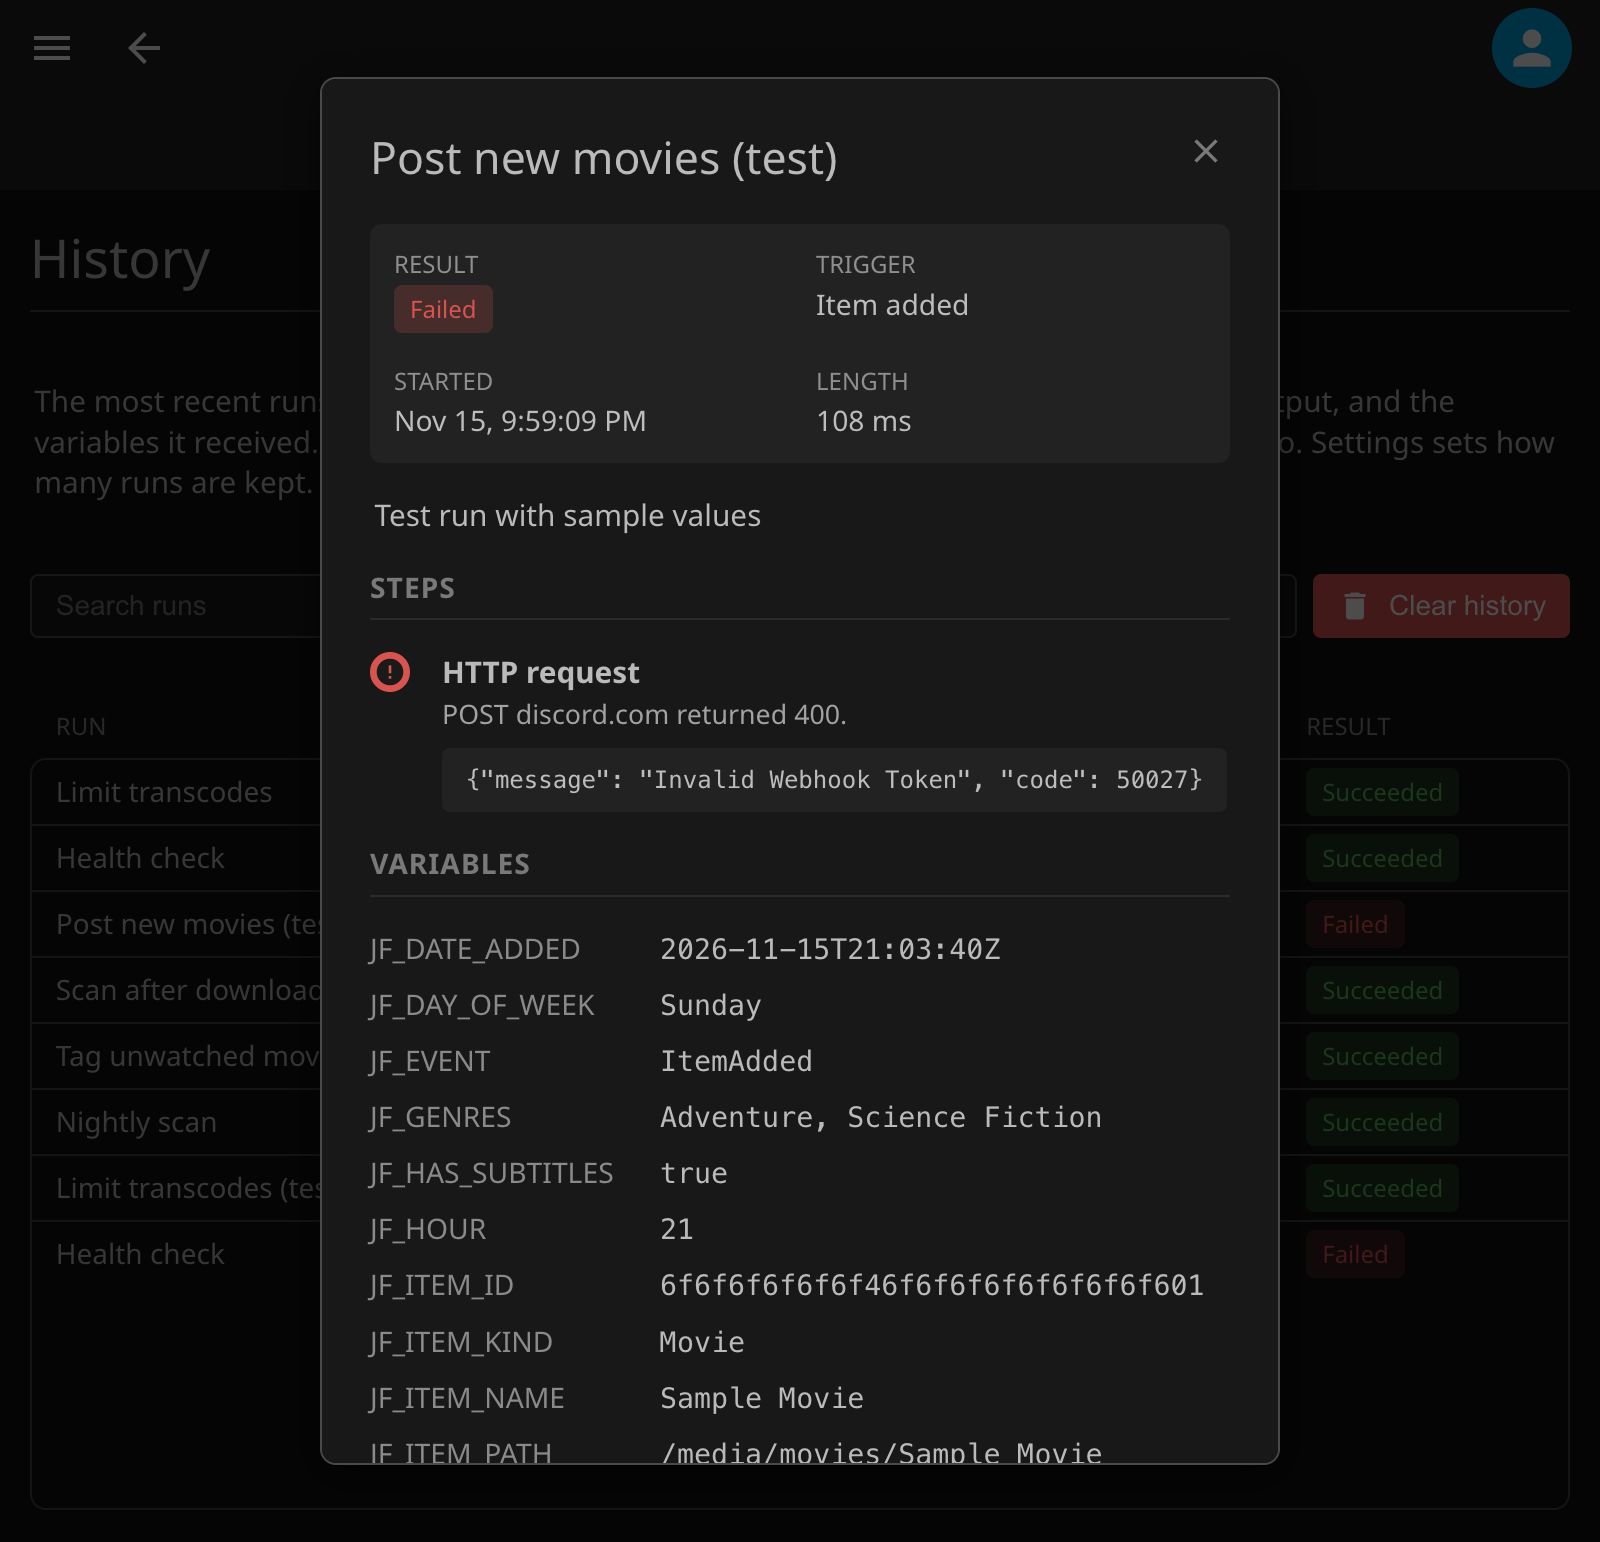 Post new movies (test)
RESULT
TRIGGER
Failed
Item added
STARTED
LENGTH
Nov 15, 9:59:09 PM
108 ms
Test run with sample values
STEPS
HTTP request
POST discord.com returned 400.
{"message": "Invalid Webhook Token", "code": 50027}
VARIABLES
JF_DATE_ADDED 2026-11-15T21:03:40Z
JF_DAY_OF_WEEK Sunday
JF_EVENT ItemAdded
JF_GENRES Adventure, Science Fiction
JF_HAS_SUBTITLES true
JF_HOUR 21
JF_ITEM_ID 6f6f6f6f6f6f46f6f6f6f6f6f6f6f601
JF_ITEM_KIND Movie
JF_ITEM_NAME Sample Movie
JF_ITEM_PATH /media/movies/Sample Movie
History
The most recent run
put, and the
variables it received.
o. Settings sets how
many runs are kept.
Search runs
Clear history
RUN
RESULT
Limit transcodes
Succeeded
Health check
Succeeded
Post new movies (te
Failed
Scan after download
Succeeded
Tag unwatched mov
Succeeded
Nightly scan
Succeeded
Limit transcodes (te
Succeeded
Health check
Failed